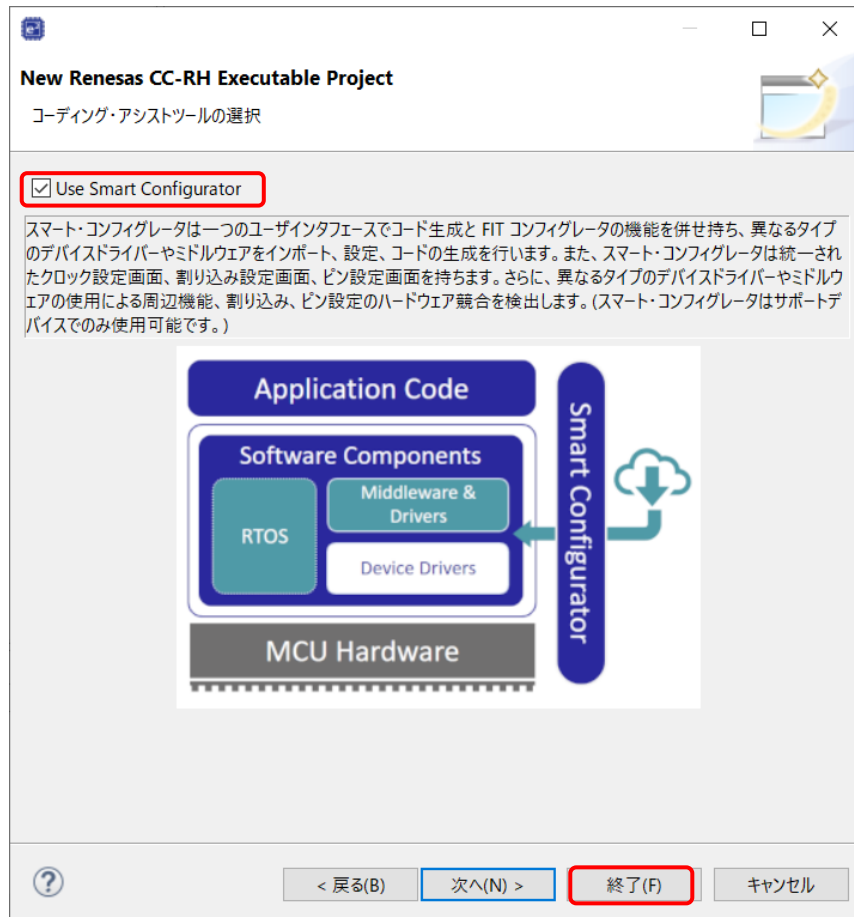 New Renesas CC-RH Executable Project
コーディング・アシストツールの選択
Use Smart Configurator
スマート・コンフィグレータは一つのユーザインタフェースでコード生成と FIT コンフィグレータの機能を併せ持ち、異なるタイプ
のデバイスドライバーやミドルウェアをインポート、設定、コードの生成を行います。また、スマート・コンフィグレータは統一され
たクロック設定画面、割り込み設定画面、ピン設定画面を持ちます。さらに、異なるタイプのデバイスドライバーやミドルウ
ェアの使用による周辺機能、割り込み、ピン設定のハードウェア競合を検出します。(スマート・コンフィグレータはサポートデ
バイスでのみ使用可能です。)
Application Code
Software Components
RTOS
Middleware &
Drivers
Device Drivers
MCU Hardware
Smart Configurator
< 戻る(B)
次へ(N) >
終了(F)
キャンセル